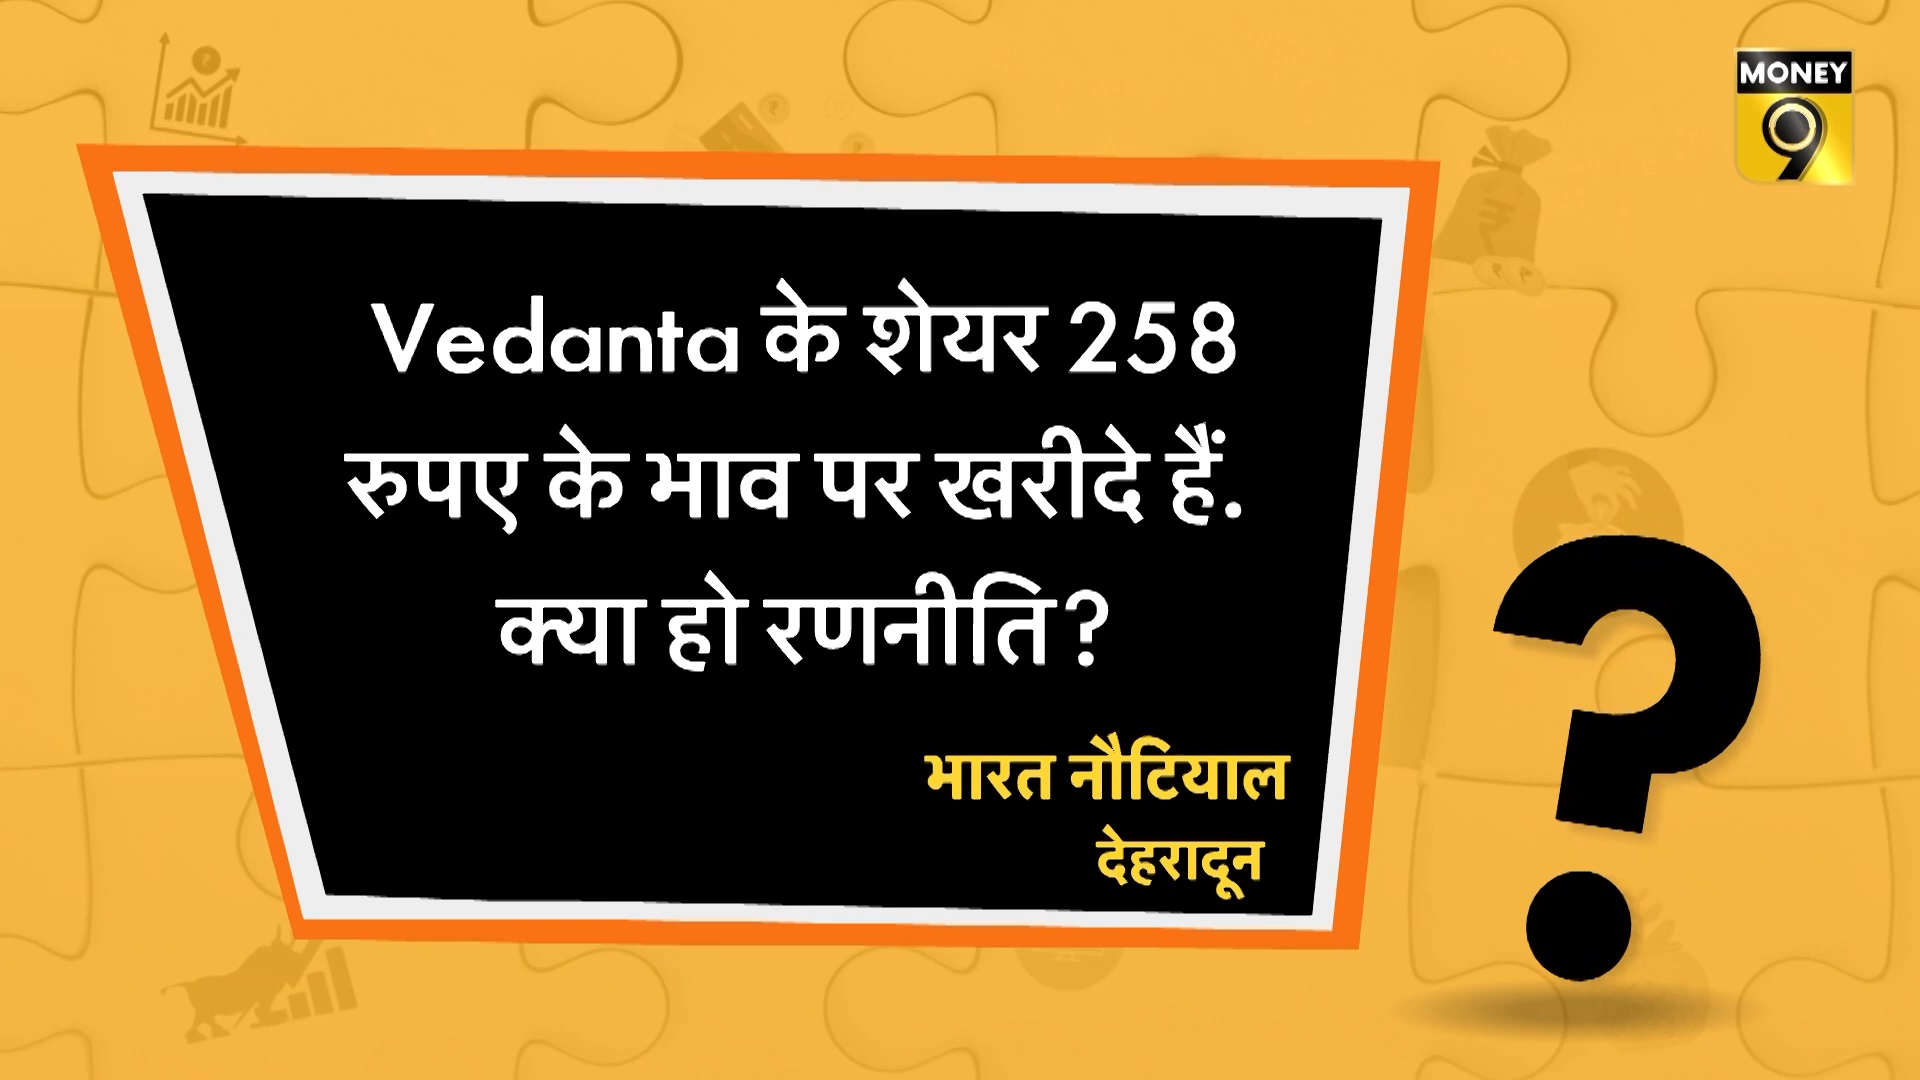 MONEY
9
Vedanta के शेयर 258
रुपए के भाव पर खरीदे हैं.
क्या हो रणनीति?
भारत नौटियाल
देहरादून
?